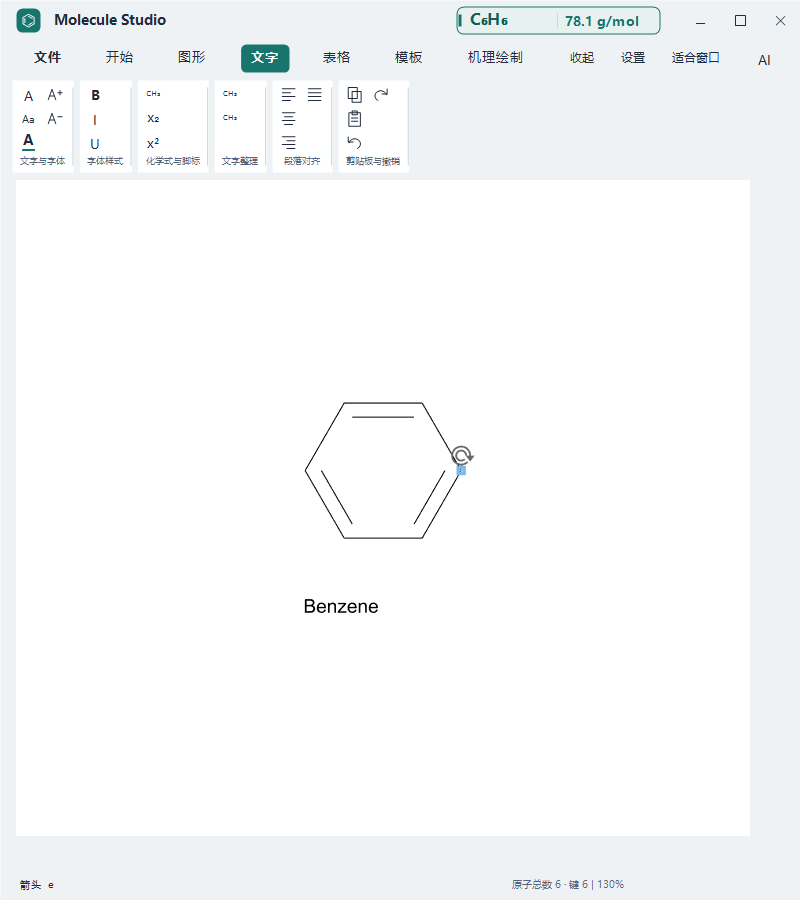 Molecule Studio
C₆H₆ 78.1 g/mol
文件 开始 图形 文字 表格 模板 机理绘制 收起 设置 适合窗口 AI
A A⁺ B CH₂ CH₂
Aa A⁻ I X₂ CH₂
A U X²
文字与字体 字体样式 化学式与脚标 文字整理 段落对齐 剪贴板与撤销
Benzene
箭头 e 原子总数 6 · 键 6 | 130%